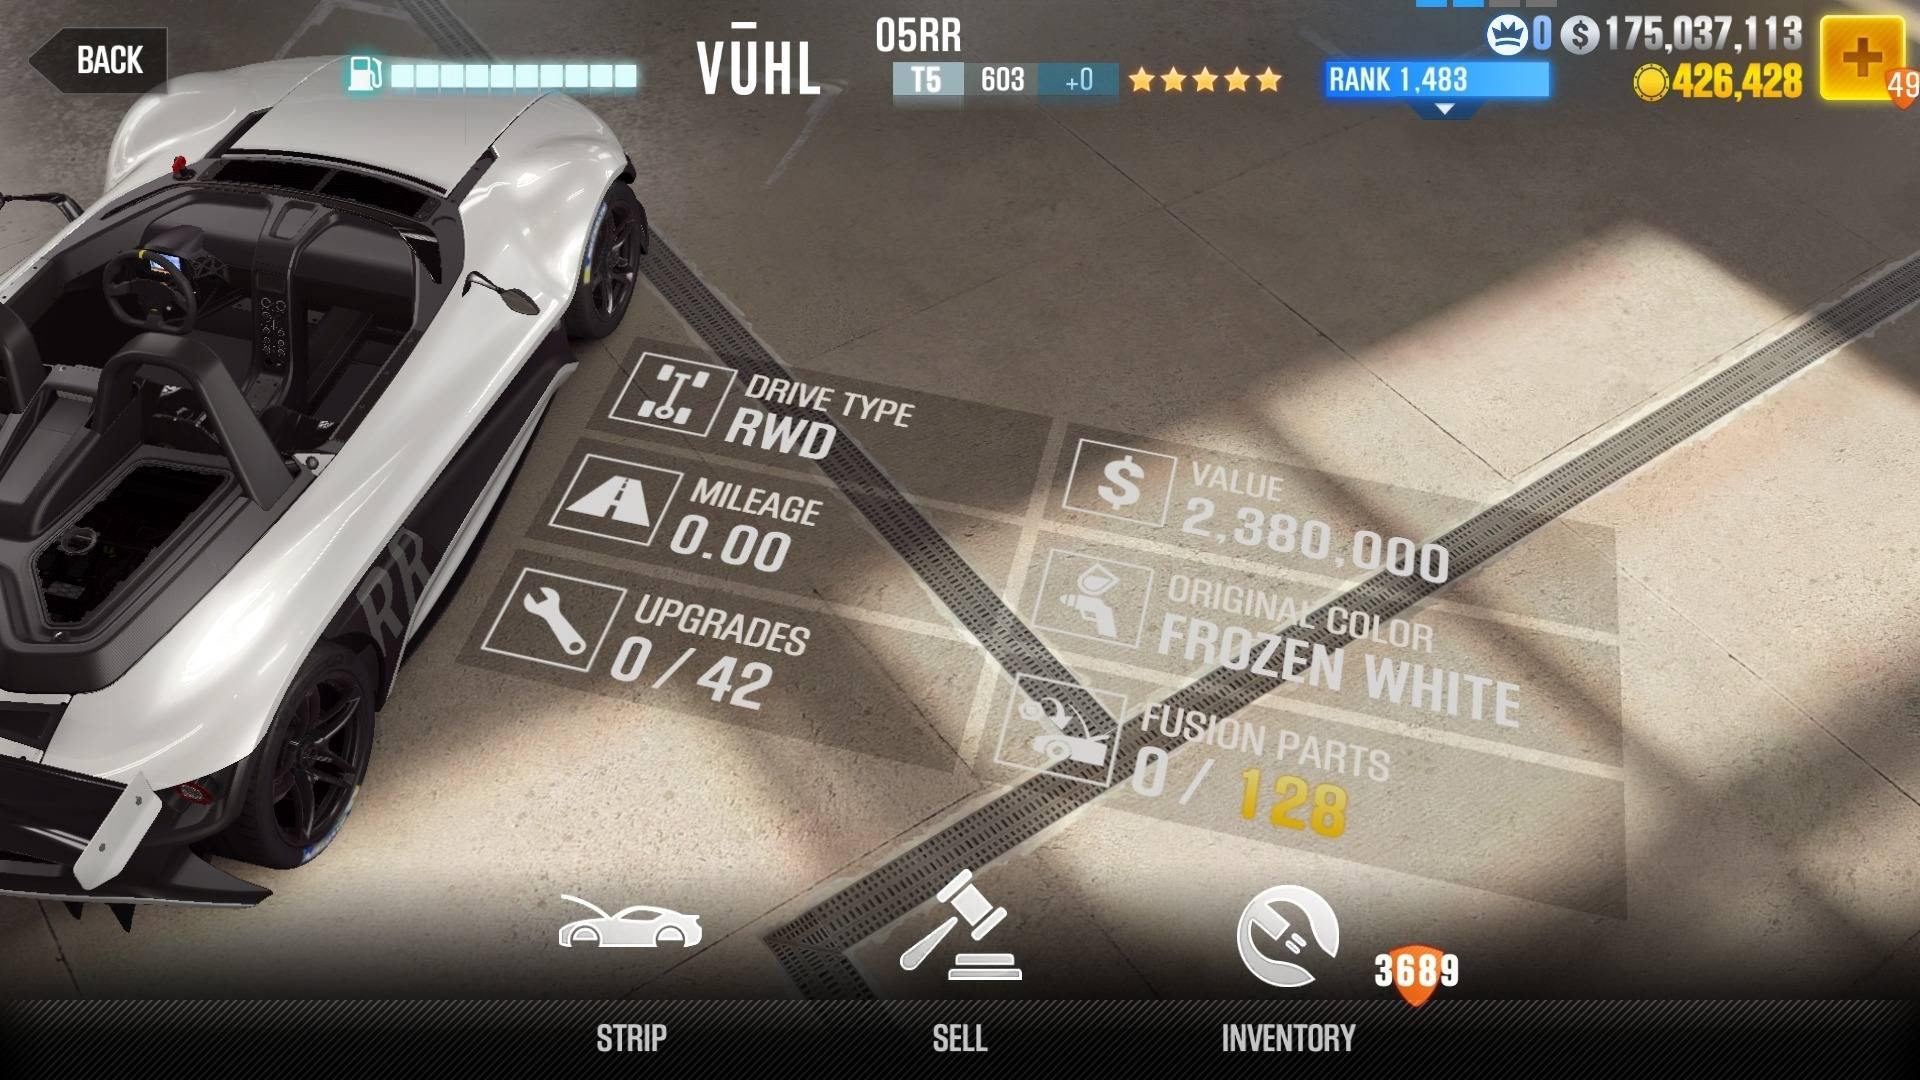 BACK
VŪHL
05RR
T5 603 +0
RANK 1,483
0 $ 175,037,113
426,428
49
DRIVE TYPE
RWD
MILEAGE
0.00
UPGRADES
0 / 42
$ VALUE
2,380,000
ORIGINAL COLOR
FROZEN WHITE
FUSION PARTS
0 / 128
RR
3689
STRIP
SELL
INVENTORY